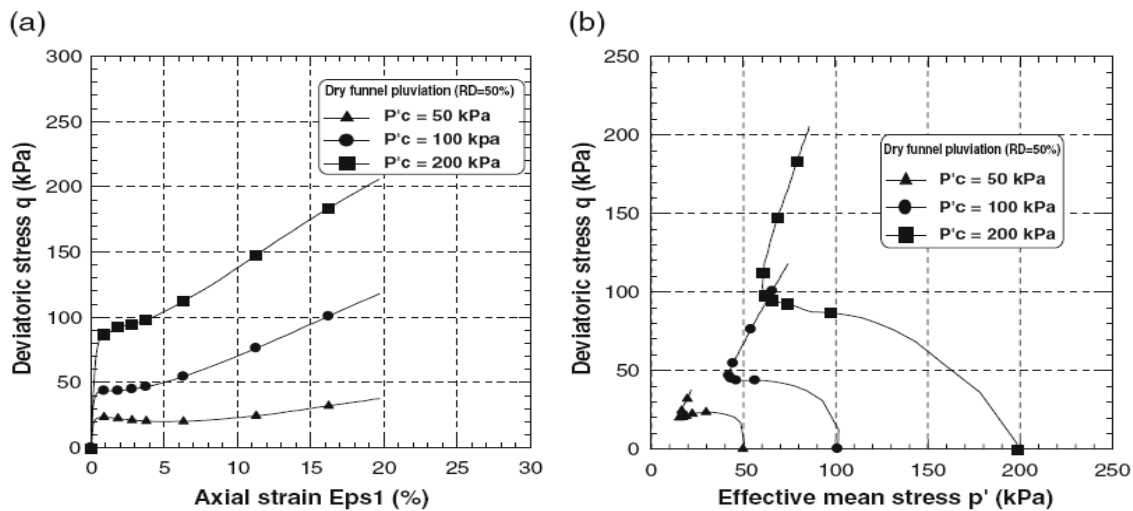 (a)
300
250
200
150
100
50
0
Deviatoric stress q (kPa)
0 5 10 15 20 25 30
Axial strain Eps1 (%)
Dry funnel pluviation (RD=50%)
P'c = 50 kPa
P'c = 100 kpa
P'c = 200 kPa
(b)
250
200
150
100
50
0
Deviatoric stress q (kPa)
0 50 100 150 200 250
Effective mean stress p' (kPa)
Dry funnel pluviation (RD=50%)
P'c = 50 kPa
P'c = 100 kPa
P'c = 200 kPa